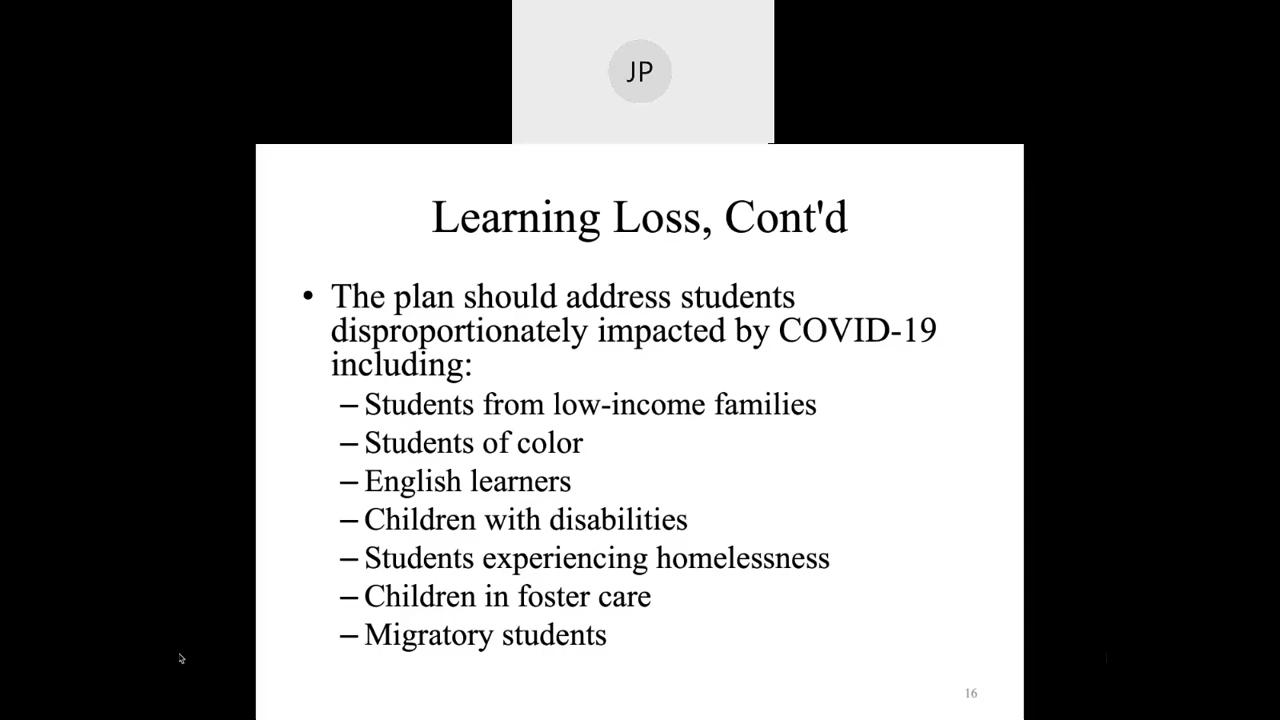 JP
Learning Loss, Cont'd
• The plan should address students
disproportionately impacted by COVID-19
including:
– Students from low-income families
– Students of color
– English learners
– Children with disabilities
– Students experiencing homelessness
– Children in foster care
– Migratory students
16